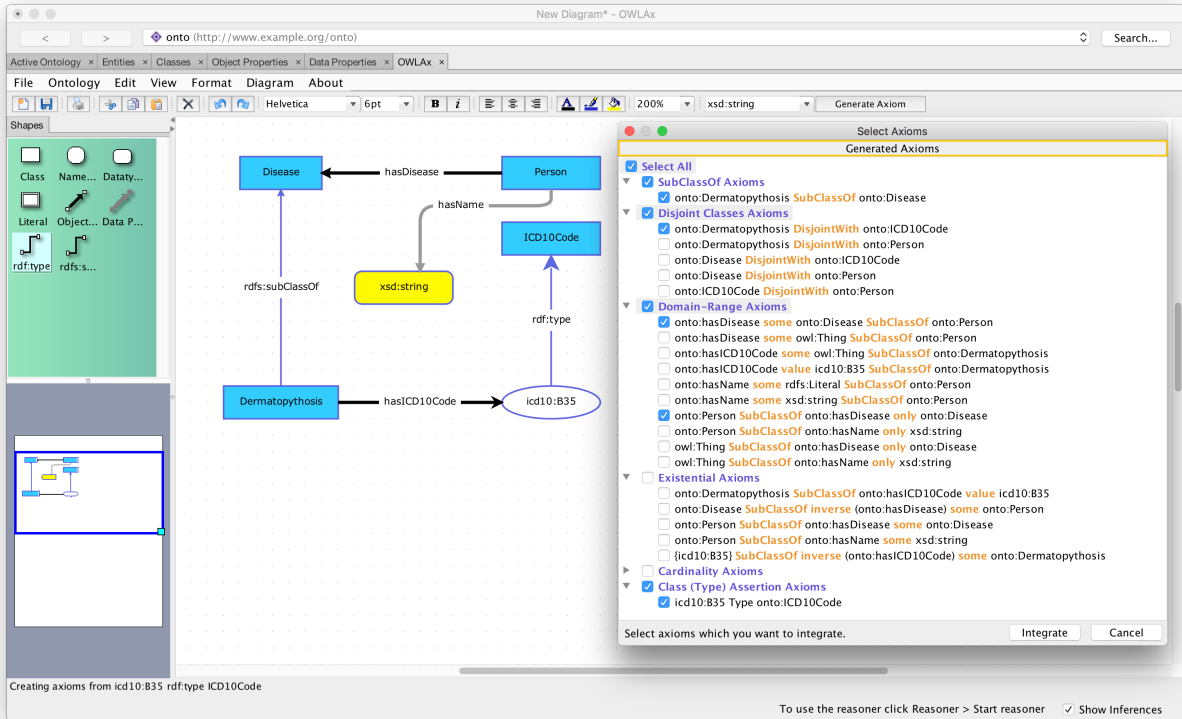 New Diagram* - OWLAx
< > onto (http://www.example.org/onto) Search...
Active Ontology × Entities × Classes × Object Properties × Data Properties × OWLAx ×
File Ontology Edit View Format Diagram About
Helvetica 6pt B i A 200% xsd:string Generate Axiom
Shapes
Class Name... Dataty...
Literal Object... Data P...
rdf:type rdfs:s...
Disease
hasDisease
Person
hasName
ICD10Code
rdfs:subClassOf
xsd:string
rdf:type
Dermatopythosis
hasICD10Code
icd10:B35
Select Axioms
Generated Axioms
Select All
SubClassOf Axioms
onto:Dermatopythosis SubClassOf onto:Disease
Disjoint Classes Axioms
onto:Dermatopythosis DisjointWith onto:ICD10Code
onto:Dermatopythosis DisjointWith onto:Person
onto:Disease DisjointWith onto:ICD10Code
onto:Disease DisjointWith onto:Person
onto:ICD10Code DisjointWith onto:Person
Domain-Range Axioms
onto:hasDisease some onto:Disease SubClassOf onto:Person
onto:hasDisease some owl:Thing SubClassOf onto:Person
onto:hasICD10Code some owl:Thing SubClassOf onto:Dermatopythosis
onto:hasICD10Code value icd10:B35 SubClassOf onto:Dermatopythosis
onto:hasName some rdfs:Literal SubClassOf onto:Person
onto:hasName some xsd:string SubClassOf onto:Person
onto:Person SubClassOf onto:hasDisease only onto:Disease
onto:Person SubClassOf onto:hasName only xsd:string
owl:Thing SubClassOf onto:hasDisease only onto:Disease
owl:Thing SubClassOf onto:hasName only xsd:string
Existential Axioms
onto:Dermatopythosis SubClassOf onto:hasICD10Code value icd10:B35
onto:Disease SubClassOf inverse (onto:hasDisease) some onto:Person
onto:Person SubClassOf onto:hasDisease some onto:Disease
onto:Person SubClassOf onto:hasName some xsd:string
{icd10:B35} SubClassOf inverse (onto:hasICD10Code) some onto:Dermatopythosis
Cardinality Axioms
Class (Type) Assertion Axioms
icd10:B35 Type onto:ICD10Code
Select axioms which you want to integrate. Integrate Cancel
Creating axioms from icd10:B35 rdf:type ICD10Code
To use the reasoner click Reasoner > Start reasoner Show Inferences